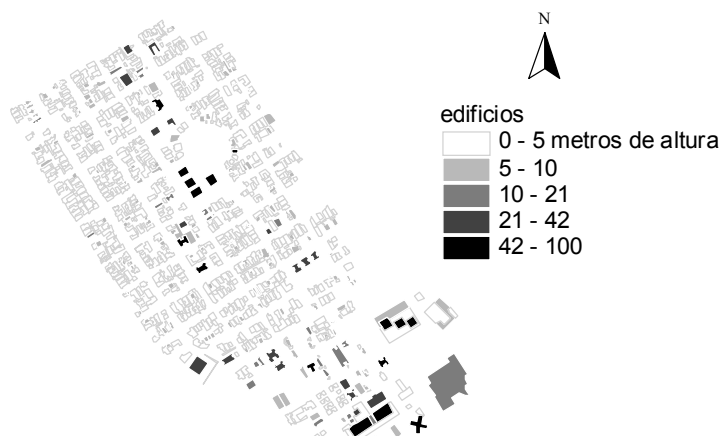 N
edificios
0 - 5 metros de altura
5 - 10
10 - 21
21 - 42
42 - 100